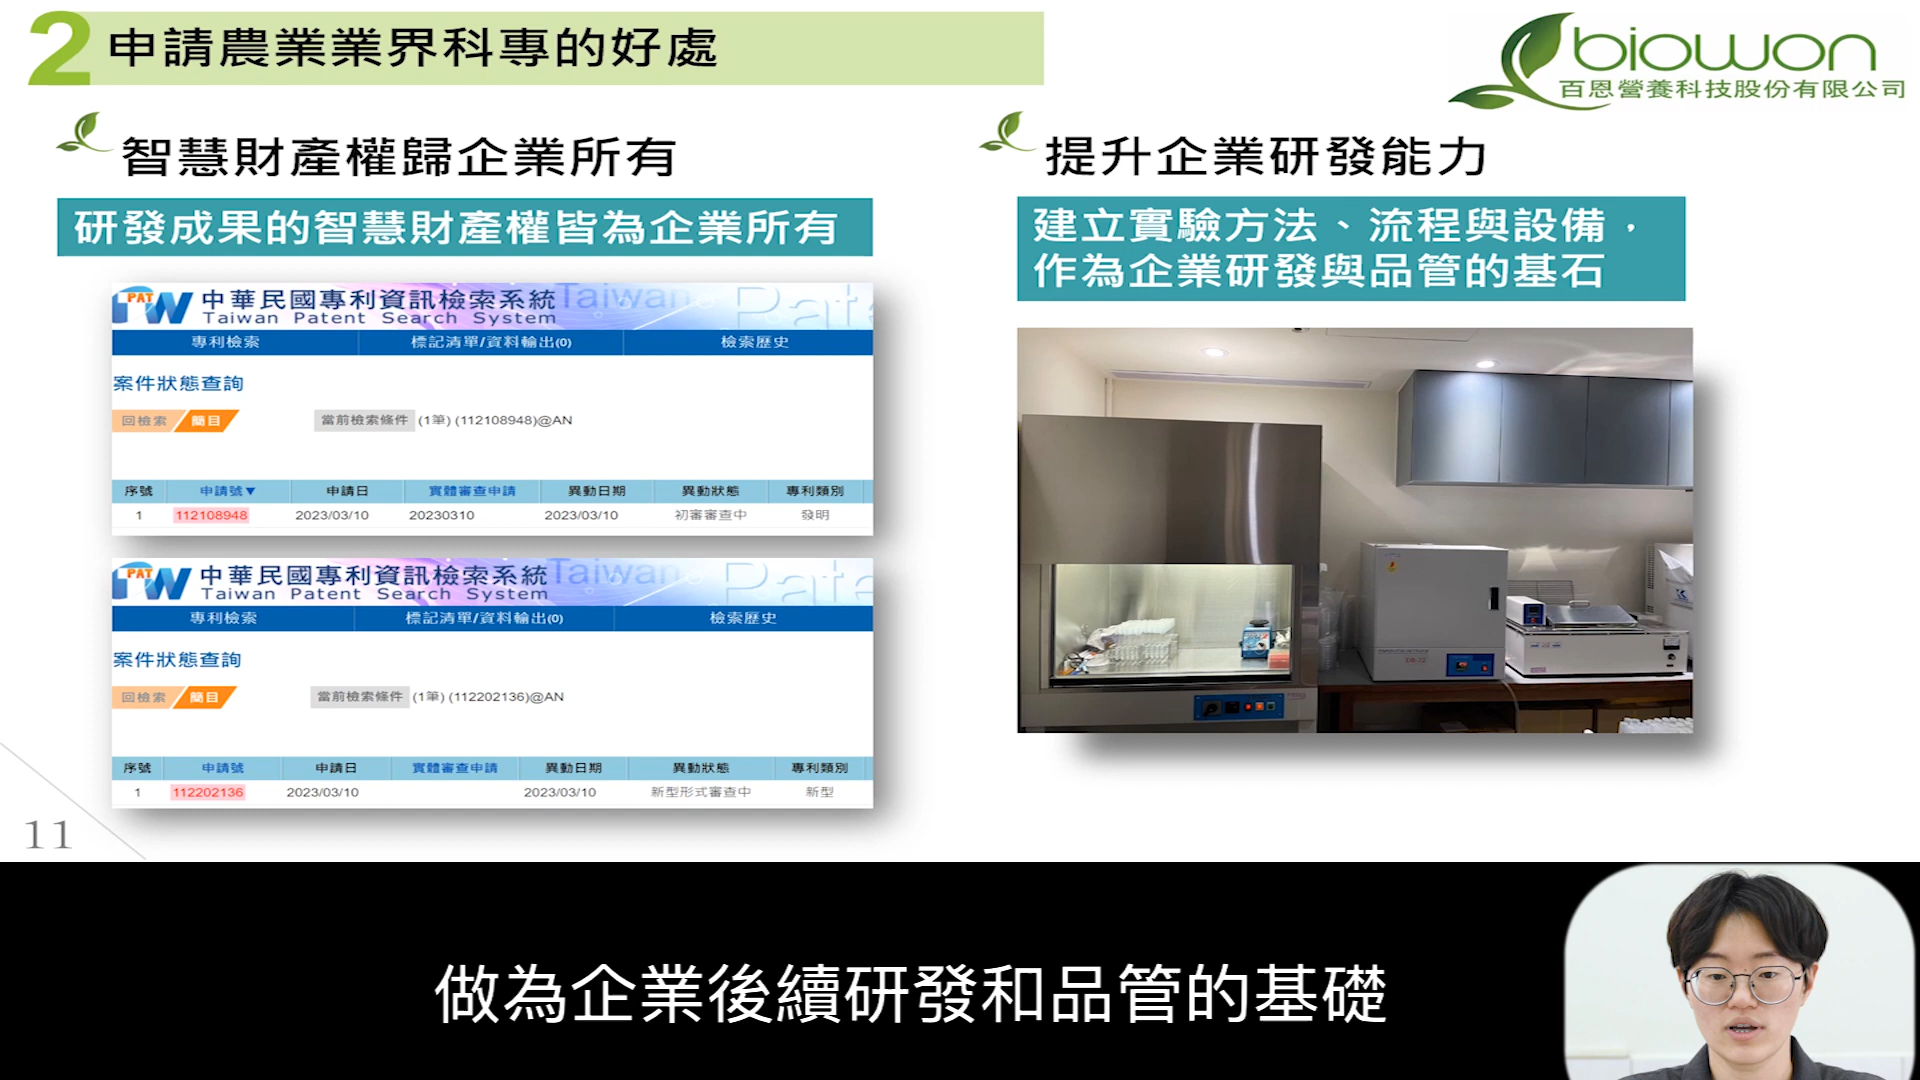 2 申請農業業界科專的好處
biowon
百恩營養科技股份有限公司
智慧財產權歸企業所有
研發成果的智慧財產權皆為企業所有
PAT TW 中華民國專利資訊檢索系統
Taiwan Patent Search System
專利檢索 標記清單/資料輸出(0) 檢索歷史
案件狀態查詢
回檢索 簡目 當前檢索條件 (1筆) (112108948)@AN
序號 申請號▼ 申請日 實體審查申請 異動日期 異動狀態 專利類別
1 112108948 2023/03/10 20230310 2023/03/10 初審審查中 發明
PAT TW 中華民國專利資訊檢索系統
Taiwan Patent Search System
專利檢索 標記清單/資料輸出(0) 檢索歷史
案件狀態查詢
回檢索 簡目 當前檢索條件 (1筆) (112202136)@AN
序號 申請號 申請日 實體審查申請 異動日期 異動狀態 專利類別
1 112202136 2023/03/10 2023/03/10 新型形式審查中 新型
提升企業研發能力
建立實驗方法、流程與設備，
作為企業研發與品管的基石
11
做為企業後續研發和品管的基礎